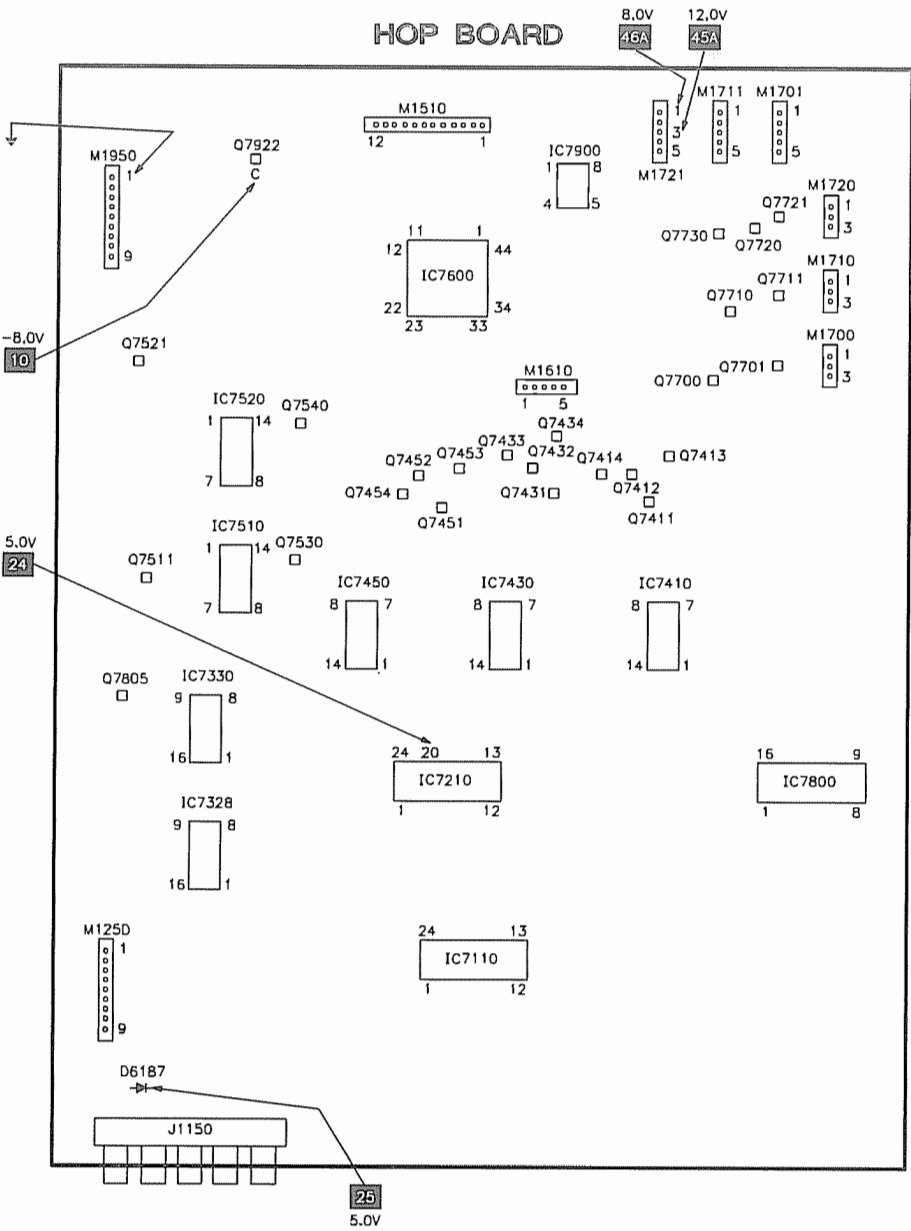 HOP BOARD
8.0V
12.0V
46A
45A
M1510
12
1
M1721
1
3
5
M1711
1
5
M1701
1
5
IC7900
1
8
4
5
M1950
1
9
Q7922
C
M1720
1
3
Q7721
Q7730
Q7720
11
1
12
44
IC7600
22
34
23
33
M1710
1
3
Q7711
Q7710
-8.0V
10
Q7521
M1700
1
3
Q7701
Q7700
M1610
1
5
IC7520
1
14
7
8
Q7540
Q7434
Q7433
Q7432
Q7453
Q7452
Q7414
Q7413
Q7454
Q7431
Q7412
Q7451
Q7411
IC7510
1
14
7
8
Q7530
5.0V
24
Q7511
IC7450
8
7
14
1
IC7430
8
7
14
1
IC7410
8
7
14
1
Q7805
IC7330
9
8
16
1
24
20
13
IC7210
1
12
16
9
IC7800
1
8
IC7328
9
8
16
1
M125D
1
9
24
13
IC7110
1
12
D6187
J1150
25
5.0V